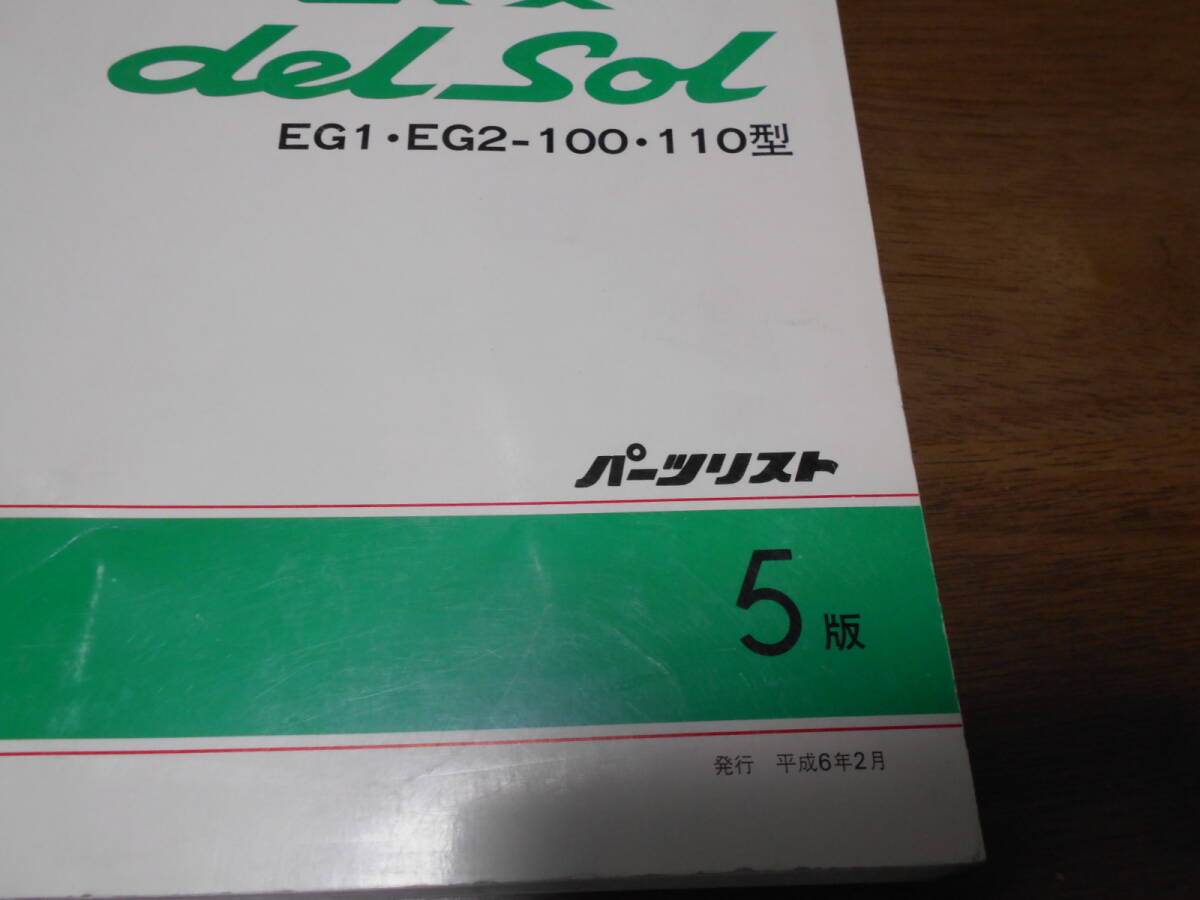 del Sol
EG1・EG2-100・110型
パーツリスト
5版
発行 平成6年2月